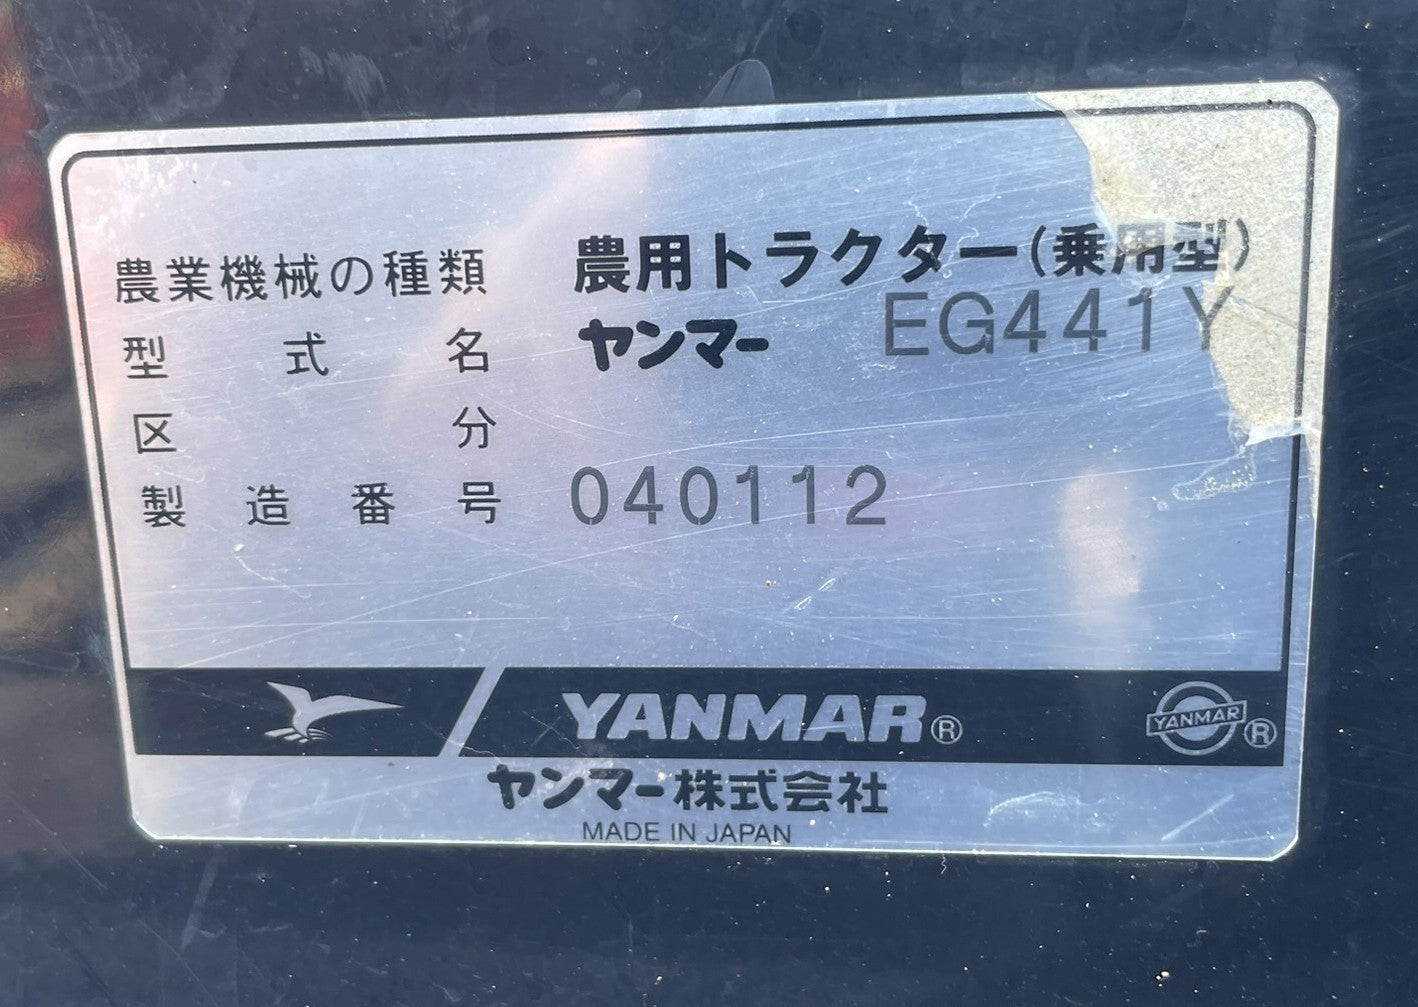 農業機械の種類 農用トラクター(乗用型)
型式名 ヤンマー EG441Y
区分
製造番号 040112
YANMAR® YANMAR®
ヤンマー株式会社
MADE IN JAPAN